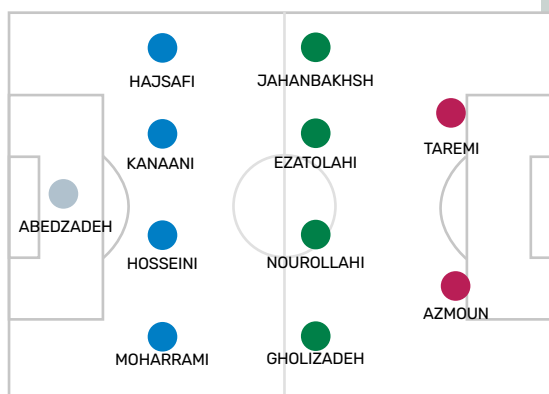 HAJSAFI
JAHANBAKHSH
TAREMI
KANAANI
EZATOLAHI
ABEDZADEH
HOSSEINI
NOUROLLAHI
AZMOUN
MOHARRAMI
GHOLIZADEH